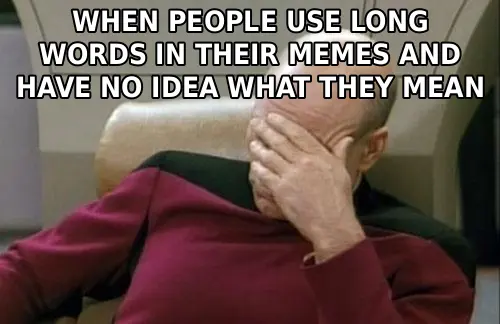 WHEN PEOPLE USE LONG
WORDS IN THEIR MEMES AND
HAVE NO IDEA WHAT THEY MEAN